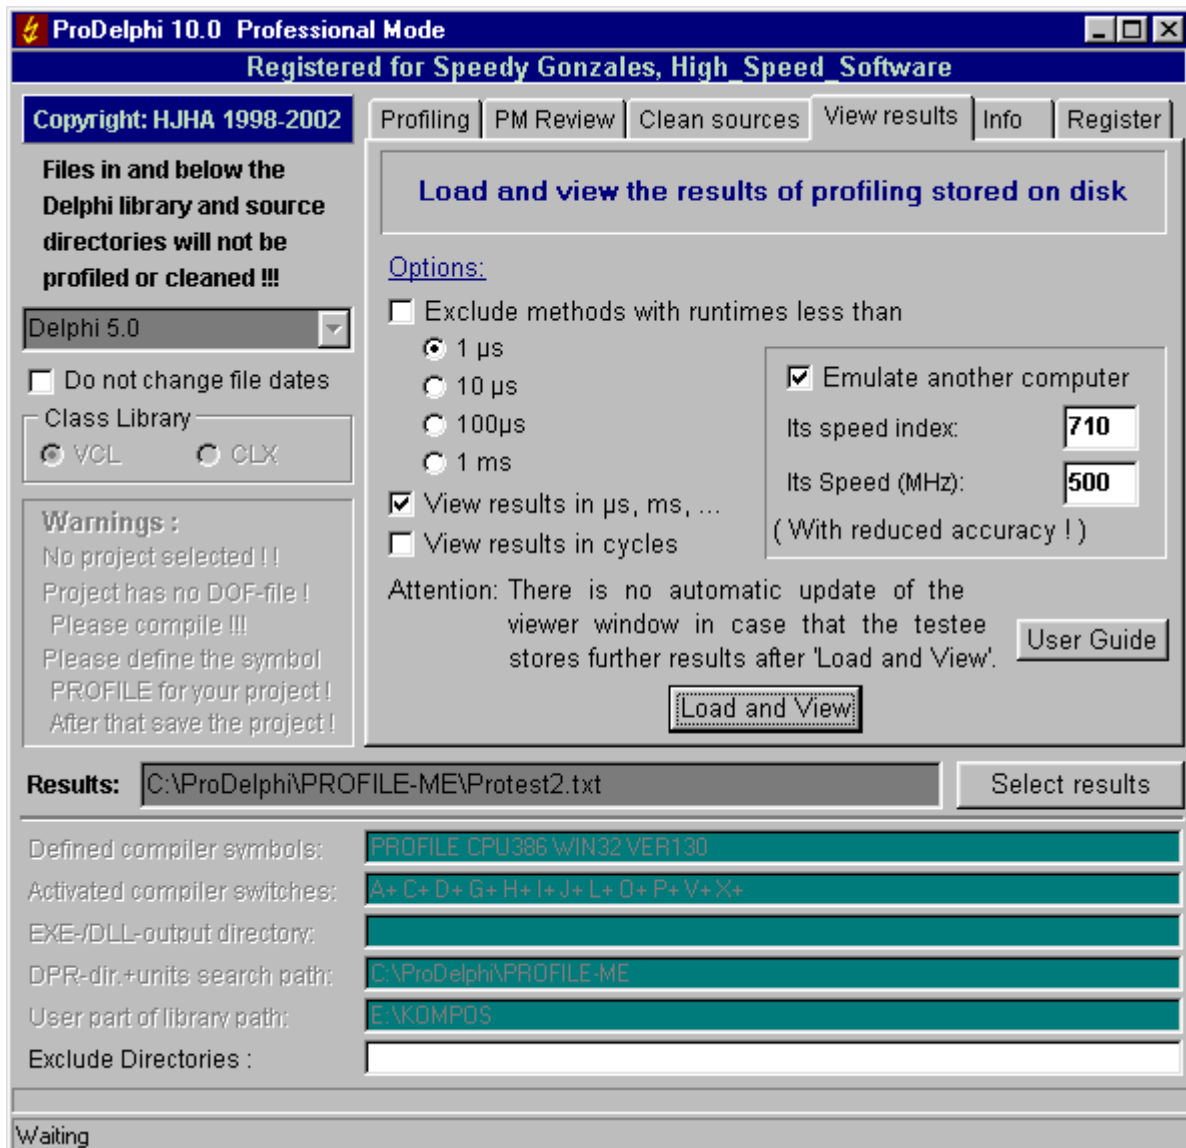 ProDelphi 10.0 Professional Mode
Registered for Speedy Gonzales, High_Speed_Software
Copyright: HJHA 1998-2002
Files in and below the
Delphi library and source
directories will not be
profiled or cleaned !!!
Delphi 5.0
Do not change file dates
Class Library
VCL CLX
Warnings :
No project selected ! !
Project has no DOF-file !
Please compile !!!
Please define the symbol
PROFILE for your project !
After that save the project !
Profiling PM Review Clean sources View results Info Register
Load and view the results of profiling stored on disk
Options:
Exclude methods with runtimes less than
1 µs
10 µs
100µs
1 ms
View results in µs, ms, ...
View results in cycles
Emulate another computer
Its speed index: 710
Its Speed (MHz): 500
( With reduced accuracy ! )
Attention: There is no automatic update of the
viewer window in case that the testee
stores further results after 'Load and View'.
User Guide
Load and View
Results: C:\ProDelphi\PROFILE-ME\Protest2.txt Select results
Defined compiler symbols: PROFILE CPU386 WIN32 VER130
Activated compiler switches: A+ C+ D+ G+ H+ I+ J+ L+ O+ P+ V+ X+
EXE-/DLL-output directory:
DPR-dir.+units search path: C:\ProDelphi\PROFILE-ME
User part of library path: E:\KOMPOS
Exclude Directories :
Waiting